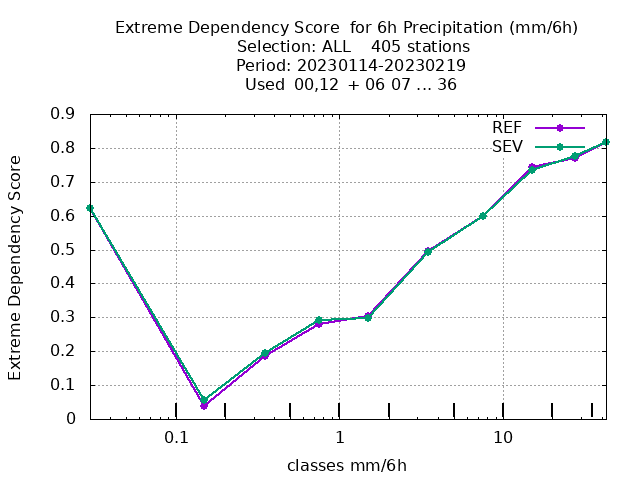 Extreme Dependency Score for 6h Precipitation (mm/6h)
Selection: ALL 405 stations
Period: 20230114-20230219
Used 00,12 + 06 07 ... 36
REF
SEV
0.9
0.8
0.7
0.6
0.5
0.4
0.3
0.2
0.1
0
Extreme Dependency Score
0.1 1 10
classes mm/6h